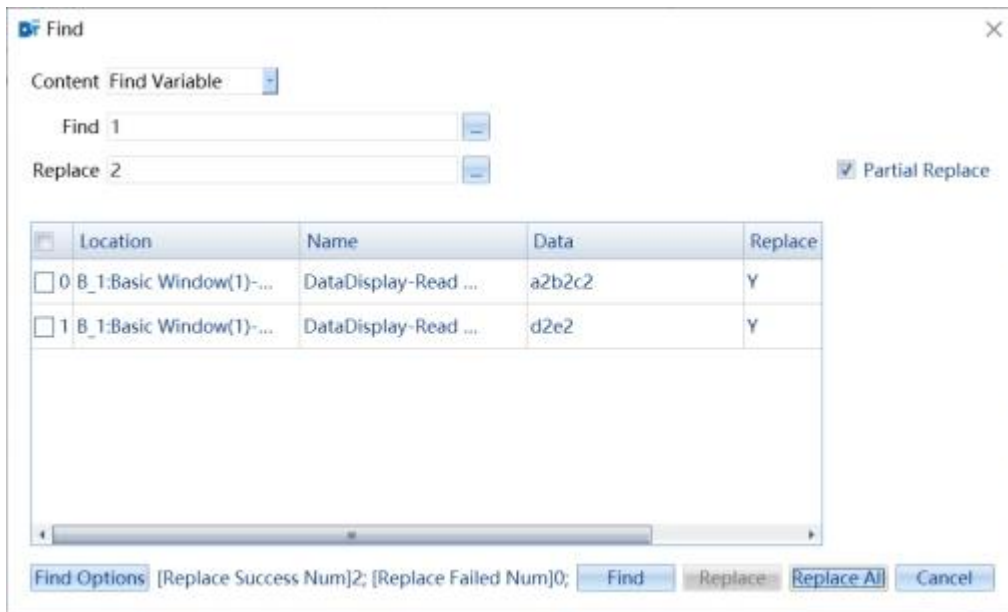 Find
Content Find Variable
Find 1
Replace 2
Partial Replace
Location Name Data Replace
0 B_1:Basic Window(1)-... DataDisplay-Read ... a2b2c2 Y
1 B_1:Basic Window(1)-... DataDisplay-Read ... d2e2 Y
Find Options [Replace Success Num]2; [Replace Failed Num]0; Find Replace Replace All Cancel